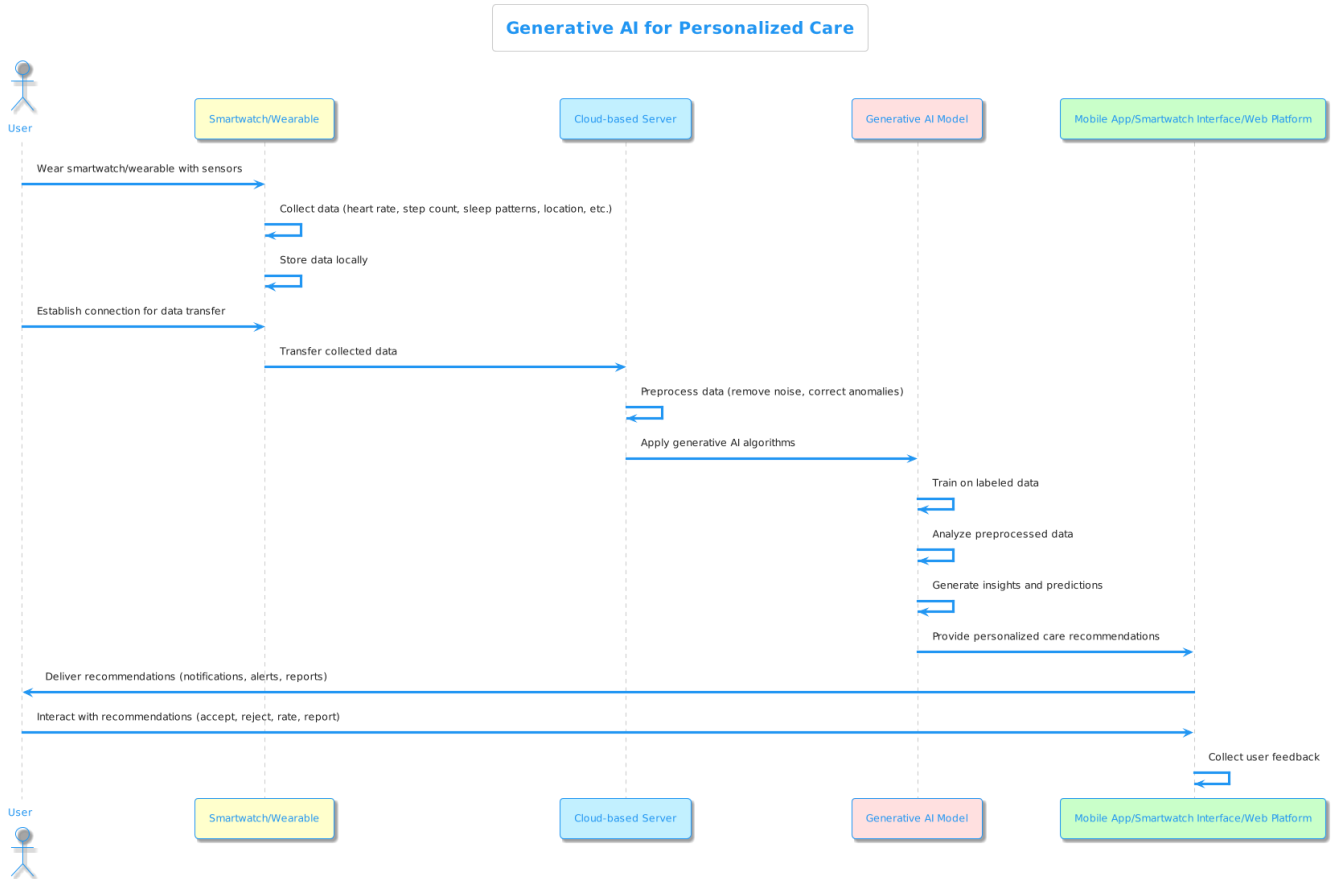 Generative AI for Personalized Care
User
Smartwatch/Wearable
Cloud-based Server
Generative AI Model
Mobile App/Smartwatch Interface/Web Platform
Wear smartwatch/wearable with sensors
Collect data (heart rate, step count, sleep patterns, location, etc.)
Store data locally
Establish connection for data transfer
Transfer collected data
Preprocess data (remove noise, correct anomalies)
Apply generative AI algorithms
Train on labeled data
Analyze preprocessed data
Generate insights and predictions
Provide personalized care recommendations
Deliver recommendations (notifications, alerts, reports)
Interact with recommendations (accept, reject, rate, report)
Collect user feedback
User
Smartwatch/Wearable
Cloud-based Server
Generative AI Model
Mobile App/Smartwatch Interface/Web Platform